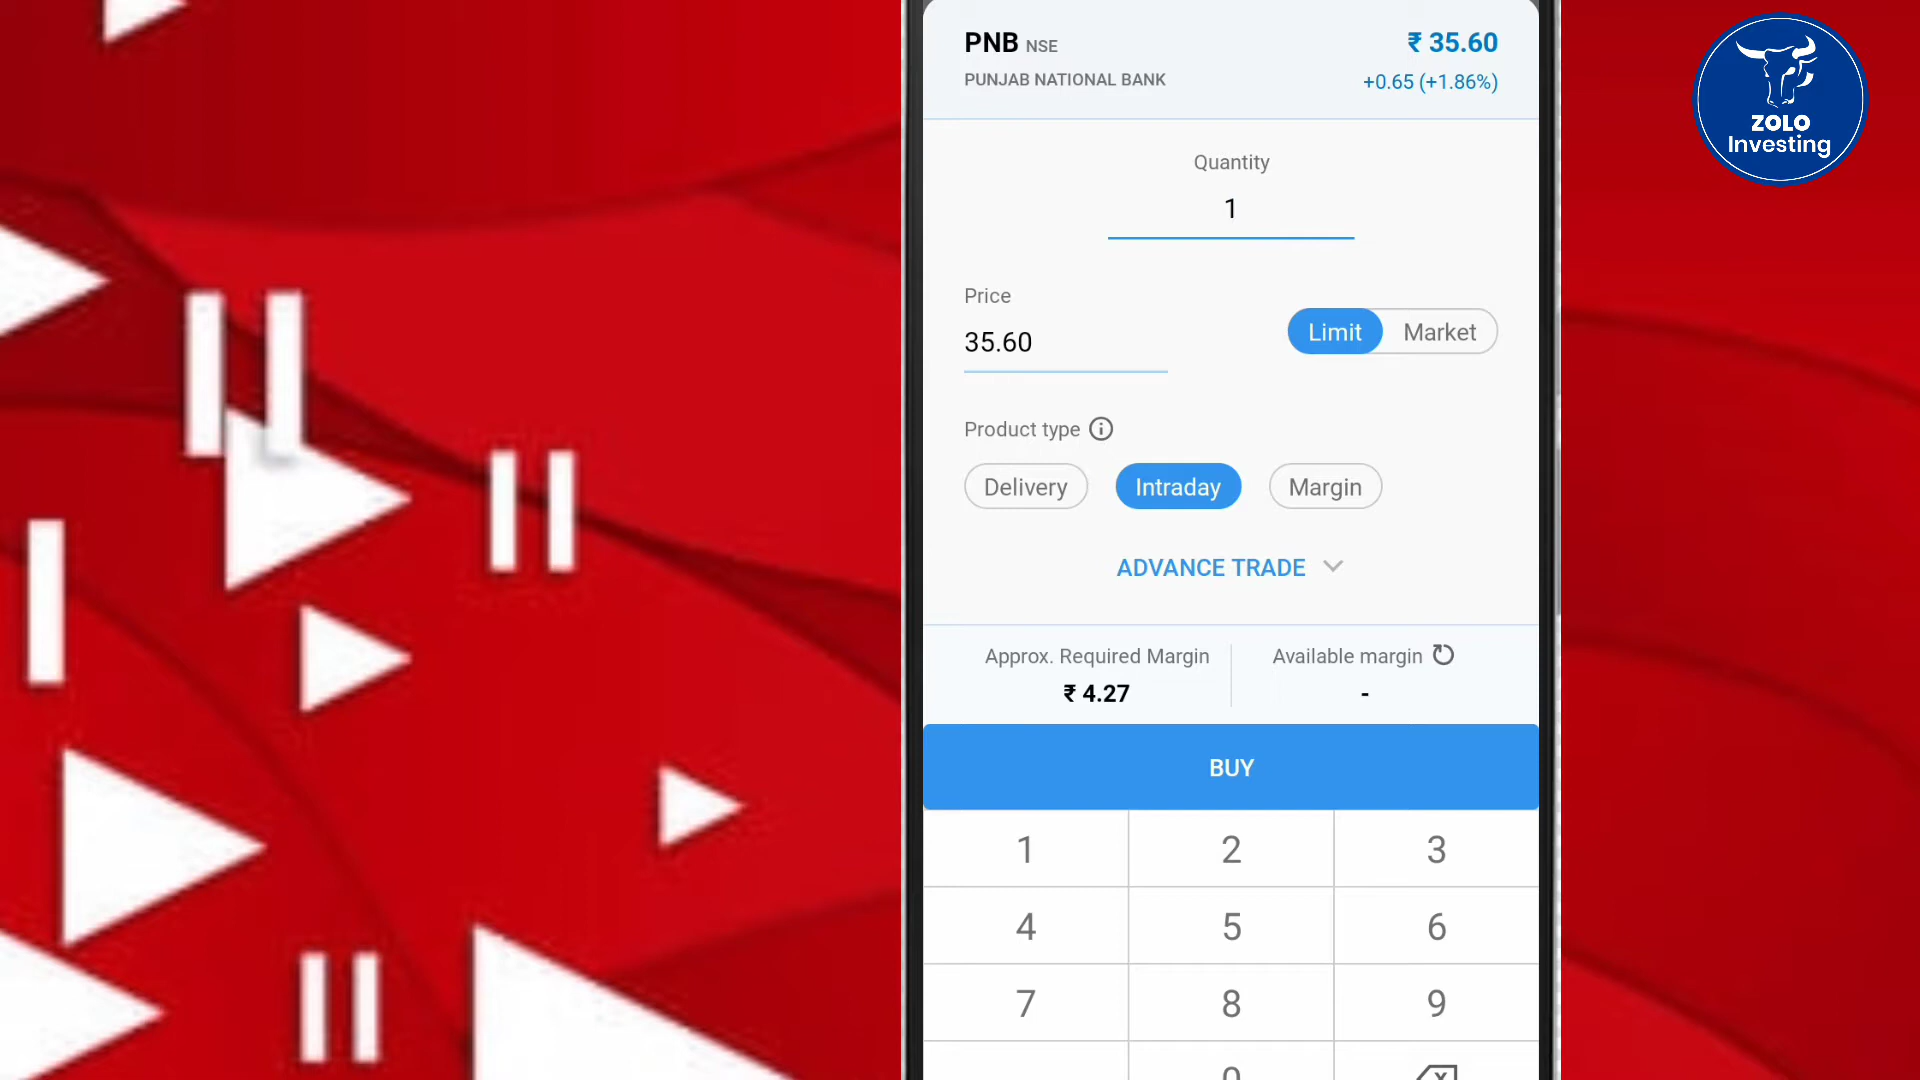 PNB NSE
₹ 35.60
PUNJAB NATIONAL BANK
+0.65 (+1.86%)
ZOLO
Investing
Quantity
1
Price
35.60
Limit
Market
Product type
Delivery
Intraday
Margin
ADVANCE TRADE
Approx. Required Margin
₹ 4.27
Available margin
-
BUY
1 2 3
4 5 6
7 8 9
0